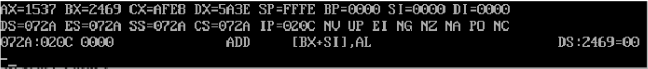 AX=1537 BX=2469 CX=AFE8 DX=5A3E SP=FFFE BP=0000 SI=0000 DI=0000
DS=072A ES=072A SS=072A CS=072A IP=020C NV UP EI NG NZ NA PO NC
072A:020C 0000 ADD [BX+SI],AL DS:2469=00
-